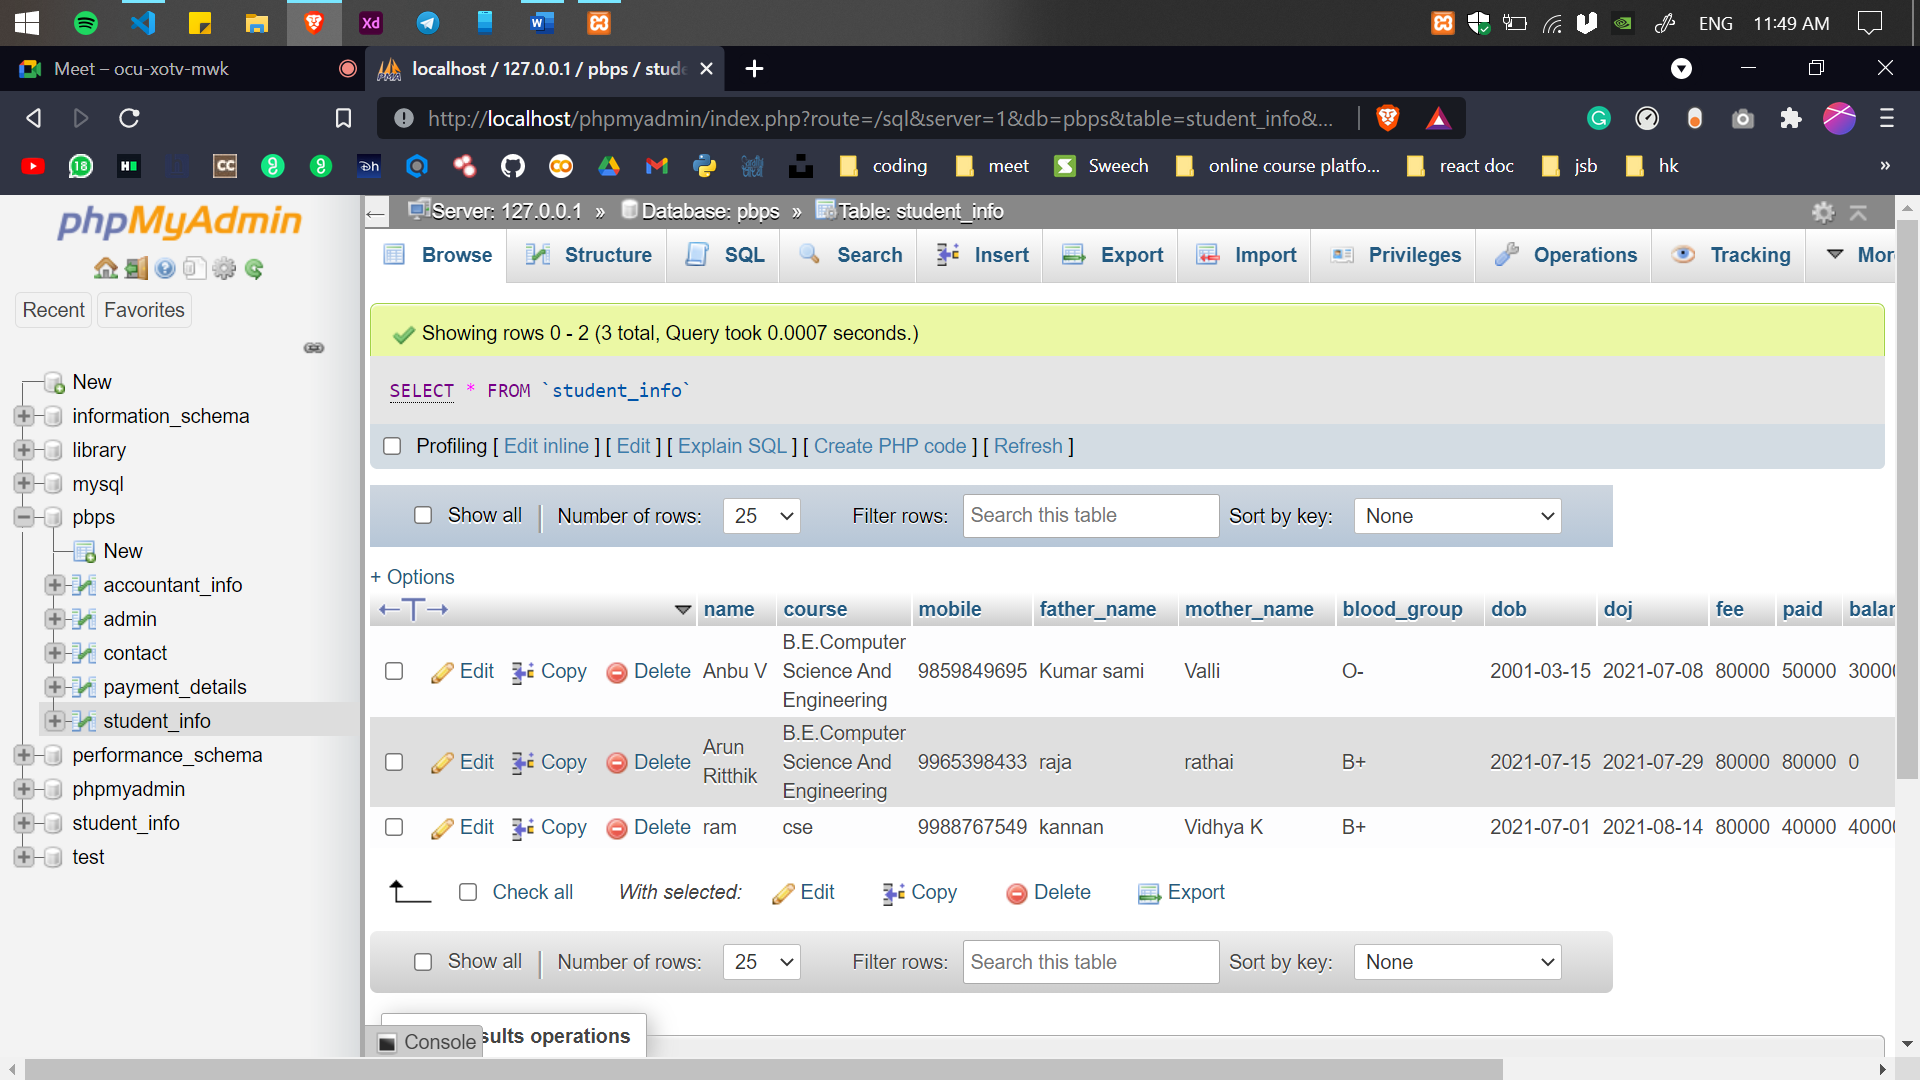 Xd
W
ENG 11:49 AM
Meet – ocu-xotv-mwk
localhost / 127.0.0.1 / pbps / stude
http://localhost/phpmyadmin/index.php?route=/sql&server=1&db=pbps&table=student_info&...
18
H
CC
Dh
coding
meet
Sweech
online course platfo...
react doc
jsb
hk
»
phpMyAdmin
Recent
Favorites
New
information_schema
library
mysql
pbps
New
accountant_info
admin
contact
payment_details
student_info
performance_schema
phpmyadmin
student_info
test
Server: 127.0.0.1 » Database: pbps » Table: student_info
Browse Structure SQL Search Insert Export Import Privileges Operations Tracking Mor
Showing rows 0 - 2 (3 total, Query took 0.0007 seconds.)
SELECT * FROM `student_info`
Profiling [ Edit inline ] [ Edit ] [ Explain SQL ] [ Create PHP code ] [ Refresh ]
Show all Number of rows: 25 Filter rows: Search this table Sort by key: None
+ Options
←T→ name course mobile father_name mother_name blood_group dob doj fee paid balan
Edit Copy Delete Anbu V B.E.Computer Science And Engineering 9859849695 Kumar sami Valli O- 2001-03-15 2021-07-08 80000 50000 30000
Edit Copy Delete Arun Ritthik B.E.Computer Science And Engineering 9965398433 raja rathai B+ 2021-07-15 2021-07-29 80000 80000 0
Edit Copy Delete ram cse 9988767549 kannan Vidhya K B+ 2021-07-01 2021-08-14 80000 40000 40000
Check all With selected: Edit Copy Delete Export
Show all Number of rows: 25 Filter rows: Search this table Sort by key: None
Console
sults operations